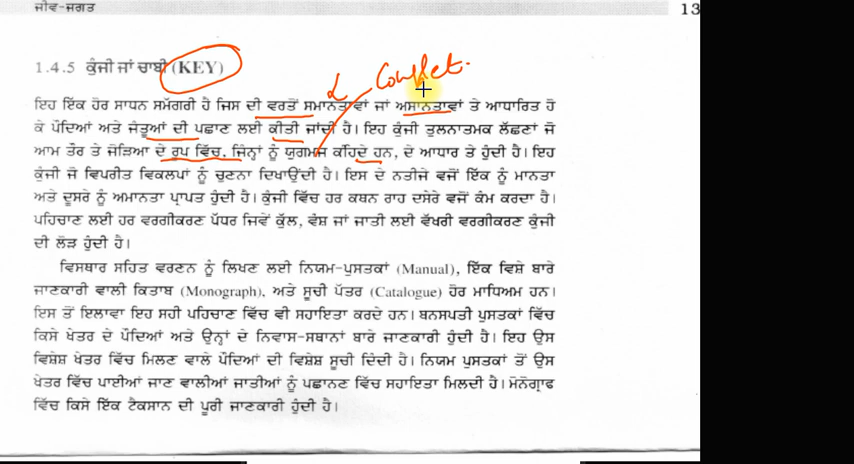 ਜੀਵ-ਜਗਤ
13
1.4.5 ਕੁੰਜੀ ਜਾਂ ਚਾਬੀ (KEY)
Couplet.
ਇਹ ਇੱਕ ਹੋਰ ਸਾਧਨ ਸਮੱਗਰੀ ਹੈ ਜਿਸ ਦੀ ਵਰਤੋਂ ਸਮਾਨਤਾਵਾਂ ਜਾਂ ਅਸਾਨਤਾਵਾਂ ਤੇ ਆਧਾਰਿਤ ਹੋ
ਕੇ ਪੌਦਿਆਂ ਅਤੇ ਜੰਤੂਆਂ ਦੀ ਪਛਾਣ ਲਈ ਕੀਤੀ ਜਾਂਦੀ ਹੈ। ਇਹ ਕੁੰਜੀ ਤੁਲਨਾਤਮਕ ਲੱਛਣਾਂ ਜੋ
ਆਮ ਤੌਰ ਤੇ ਜੋੜਿਆ ਦੇ ਰੂਪ ਵਿੱਚ, ਜਿਨ੍ਹਾਂ ਨੂੰ ਯੁਗਮਜ ਕਹਿਦੇ ਹਨ, ਦੇ ਆਧਾਰ ਤੇ ਹੁੰਦੀ ਹੈ। ਇਹ
ਕੁੰਜੀ ਜੋ ਵਿਪਰੀਤ ਵਿਕਲਪਾਂ ਨੂੰ ਚੁਣਨਾ ਦਿਖਾਉਂਦੀ ਹੈ। ਇਸ ਦੇ ਨਤੀਜੇ ਵਜੋਂ ਇੱਕ ਨੂੰ ਮਾਨਤਾ
ਅਤੇ ਦੂਸਰੇ ਨੂੰ ਅਮਾਨਤਾ ਪ੍ਰਾਪਤ ਹੁੰਦੀ ਹੈ। ਕੁੰਜੀ ਵਿੱਚ ਹਰ ਕਥਨ ਰਾਹ ਦਸੇਰੇ ਵਜੋਂ ਕੰਮ ਕਰਦਾ ਹੈ।
ਪਹਿਚਾਣ ਲਈ ਹਰ ਵਰਗੀਕਰਣ ਪੱਧਰ ਜਿਵੇਂ ਕੁੱਲ, ਵੰਸ਼ ਜਾਂ ਜਾਤੀ ਲਈ ਵੱਖਰੀ ਵਰਗੀਕਰਣ ਕੁੰਜੀ
ਦੀ ਲੋੜ ਹੁੰਦੀ ਹੈ।
ਵਿਸਥਾਰ ਸਹਿਤ ਵਰਣਨ ਨੂੰ ਲਿਖਣ ਲਈ ਨਿਯਮ-ਪੁਸਤਕਾਂ (Manual), ਇੱਕ ਵਿਸ਼ੇ ਬਾਰੇ
ਜਾਣਕਾਰੀ ਵਾਲੀ ਕਿਤਾਬ (Monograph), ਅਤੇ ਸੂਚੀ ਪੱਤਰ (Catalogue) ਹੋਰ ਮਾਧਿਅਮ ਹਨ।
ਇਸ ਤੋਂ ਇਲਾਵਾ ਇਹ ਸਹੀ ਪਹਿਚਾਣ ਵਿੱਚ ਵੀ ਸਹਾਇਤਾ ਕਰਦੇ ਹਨ। ਬਨਸਪਤੀ ਪੁਸਤਕਾਂ ਵਿੱਚ
ਕਿਸੇ ਖੇਤਰ ਦੇ ਪੌਦਿਆਂ ਅਤੇ ਉਨ੍ਹਾਂ ਦੇ ਨਿਵਾਸ-ਸਥਾਨਾਂ ਬਾਰੇ ਜਾਣਕਾਰੀ ਹੁੰਦੀ ਹੈ। ਇਹ ਉਸ
ਵਿਸ਼ੇਸ਼ ਖੇਤਰ ਵਿੱਚ ਮਿਲਣ ਵਾਲੇ ਪੌਦਿਆਂ ਦੀ ਵਿਸ਼ੇਸ਼ ਸੂਚੀ ਦਿੰਦੀ ਹੈ। ਨਿਯਮ ਪੁਸਤਕਾਂ ਤੋਂ ਉਸ
ਖੇਤਰ ਵਿੱਚ ਪਾਈਆਂ ਜਾਣ ਵਾਲੀਆਂ ਜਾਤੀਆਂ ਨੂੰ ਪਛਾਨਣ ਵਿੱਚ ਸਹਾਇਤਾ ਮਿਲਦੀ ਹੈ। ਮੋਨੋਗ੍ਰਾਫ
ਵਿੱਚ ਕਿਸੇ ਇੱਕ ਟੈਕਸਾਨ ਦੀ ਪੂਰੀ ਜਾਣਕਾਰੀ ਹੁੰਦੀ ਹੈ।